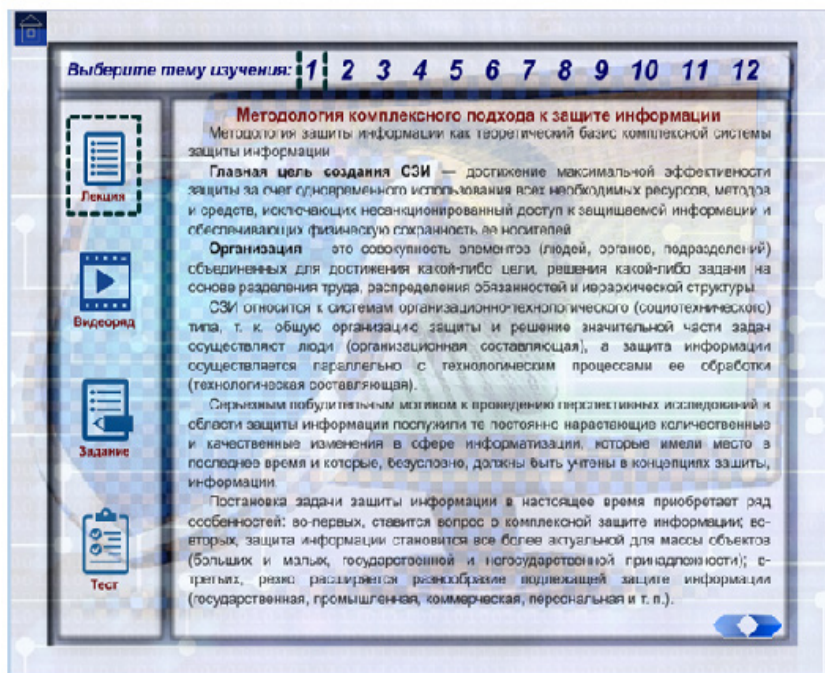 Выберите тему изучения: 1 2 3 4 5 6 7 8 9 10 11 12
Лекция
Видеоряд
Задание
Тест
Методология комплексного подхода к защите информации
Методология защиты информации как теоретический базис комплексной системы
защиты информации
Главная цель создания СЗИ — достижение максимальной эффективности
защиты за счет одновременного использования всех необходимых ресурсов, методов
и средств, исключающих несанкционированный доступ к защищаемой информации и
обеспечивающих физическую сохранность ее носителей
Организация это совокупность элементов (людей, органов, подразделений)
объединенных для достижения какой-либо цели, решения какой-либо задачи на
основе разделения труда, распределения обязанностей и иерархической структуры.
СЗИ относится к системам организационно-технологического (социотехнического)
типа, т. к. общую организацию защиты и решение значительной части задач
осуществляют люди (организационная составляющая), а защита информации
осуществляется параллельно с технологическим процессами ее обработки
(технологическая составляющая).
Серьезным побудительным мотивом к проведению перспективных исследований в
области защиты информации послужили те постоянно нарастающие количественные
и качественные изменения в сфере информатизации, которые имели место в
последнее время и которые, безусловно, должны быть учтены в концепциях защиты,
информации
Постановка задачи защиты информации в настоящее время приобретает ряд
особенностей: во-первых, ставится вопрос о комплексной защите информации; во-
вторых, защита информации становится все более актуальной для массы объектов
(больших и малых, государственной и негосударственной принадлежности); в-
третьих, резко расширяется разнообразие подлежащей защите информации
(государственная, промышленная, коммерческая, персональная и т. п.).